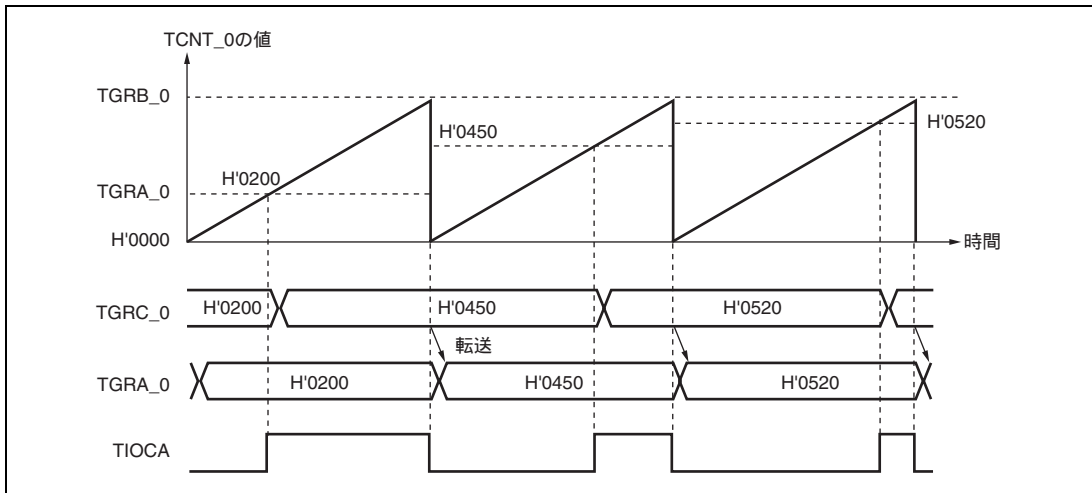 TCNT_0の値
TGRB_0
H'0520
H'0450
H'0200
TGRA_0
H'0000
時間
TGRC_0
H'0200
H'0450
H'0520
転送
TGRA_0
H'0200
H'0450
H'0520
TIOCA